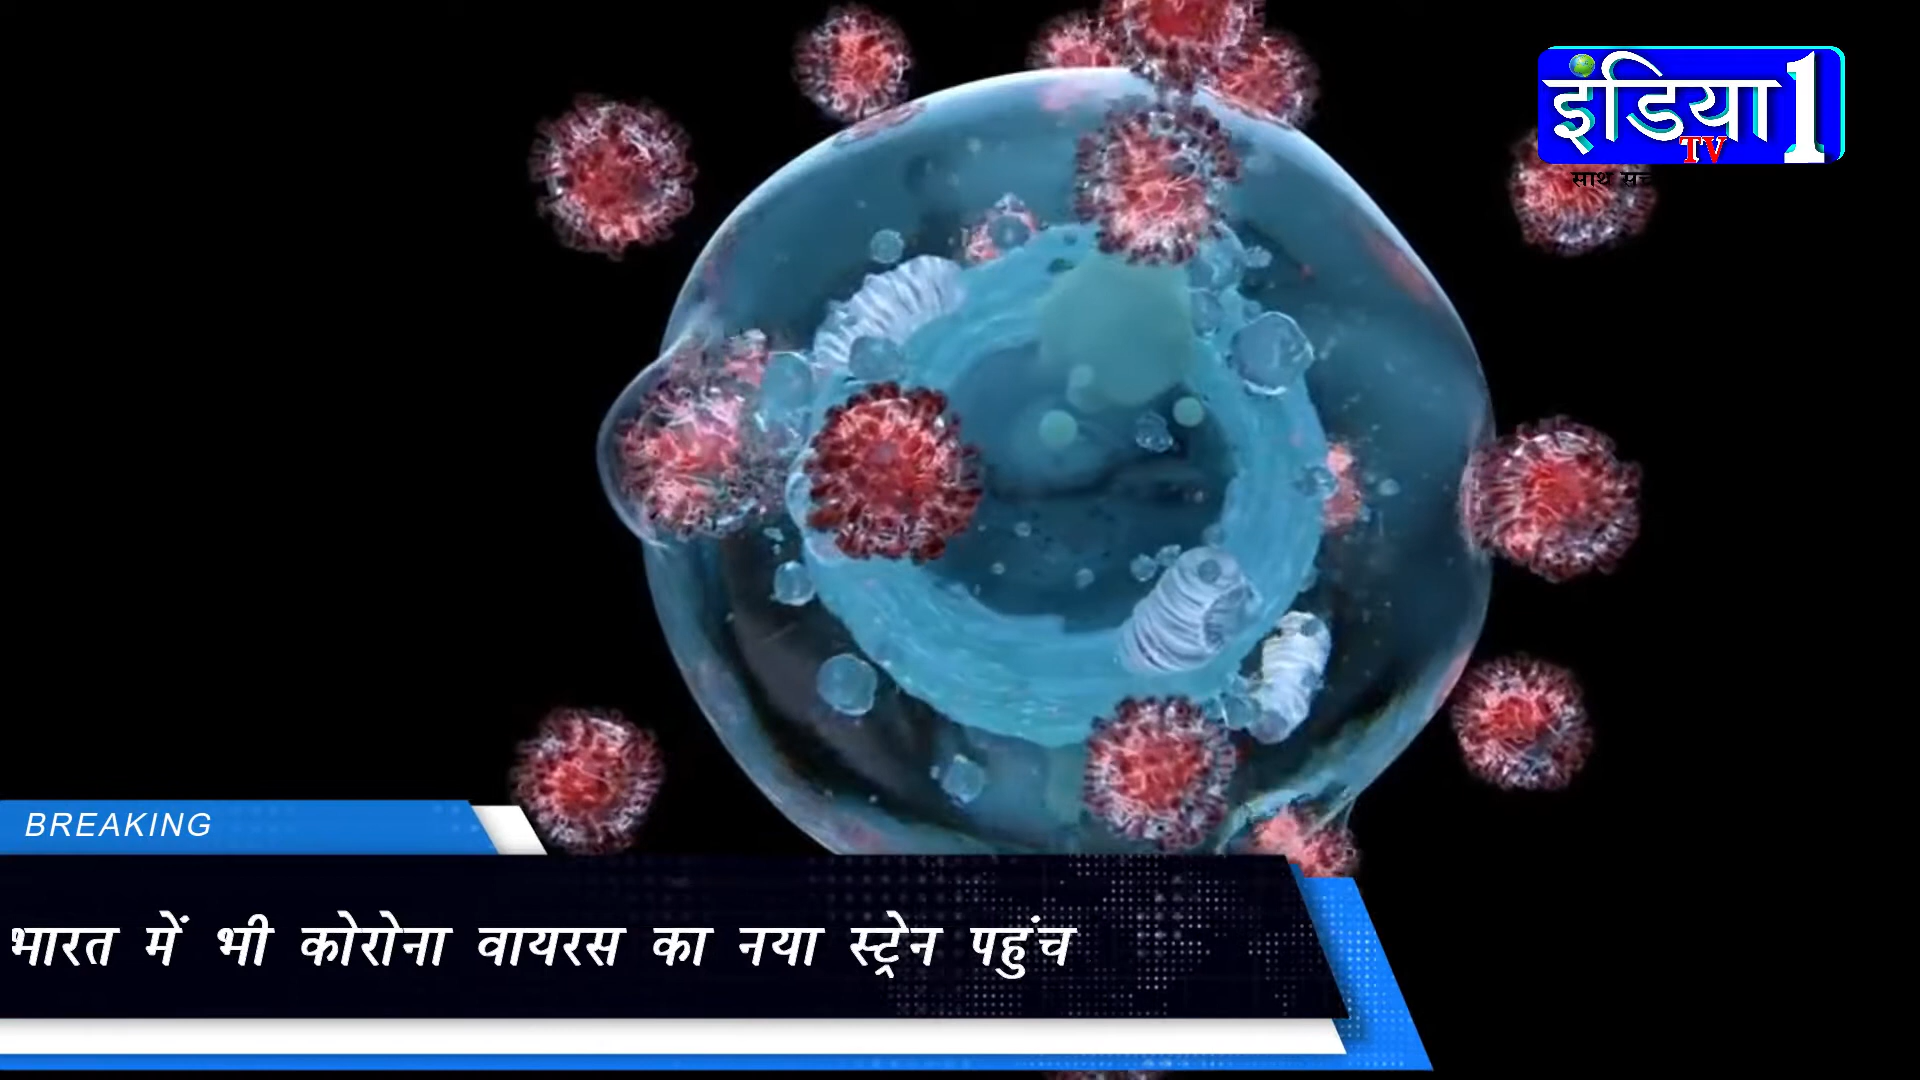 इंडिया 1
TV
साथ
BREAKING
भारत में भी कोरोना वायरस का नया स्ट्रेन पहुंच